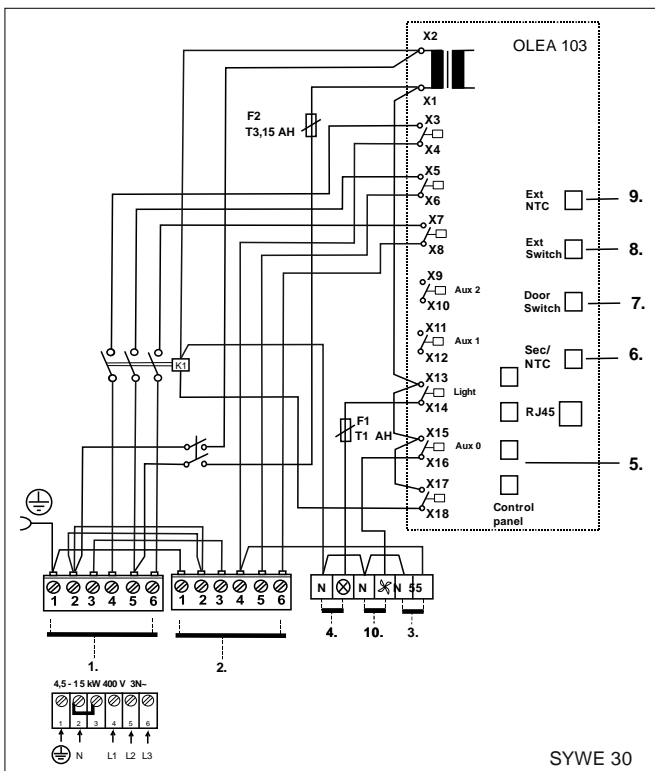 X2
OLEA 103
X1
F2
T3,15 AH
X3
X4
X5
X6
Ext
NTC
9.
X7
X8
Ext
Switch
8.
X9
Aux 2
X10
Door
Switch
7.
X11
Aux 1
X12
Sec/
NTC
6.
K1
X13
Light
X14
RJ45
F1
T1 AH
X15
Aux 0
X16
5.
X17
X18
Control
panel
1 2 3 4 5 6
1 2 3 4 5 6
N N N 55
4. 10. 3.
1. 2.
4,5 - 15 kW 400 V 3N~
1 2 3 4 5 6
N L1 L2 L3
SYWE 30